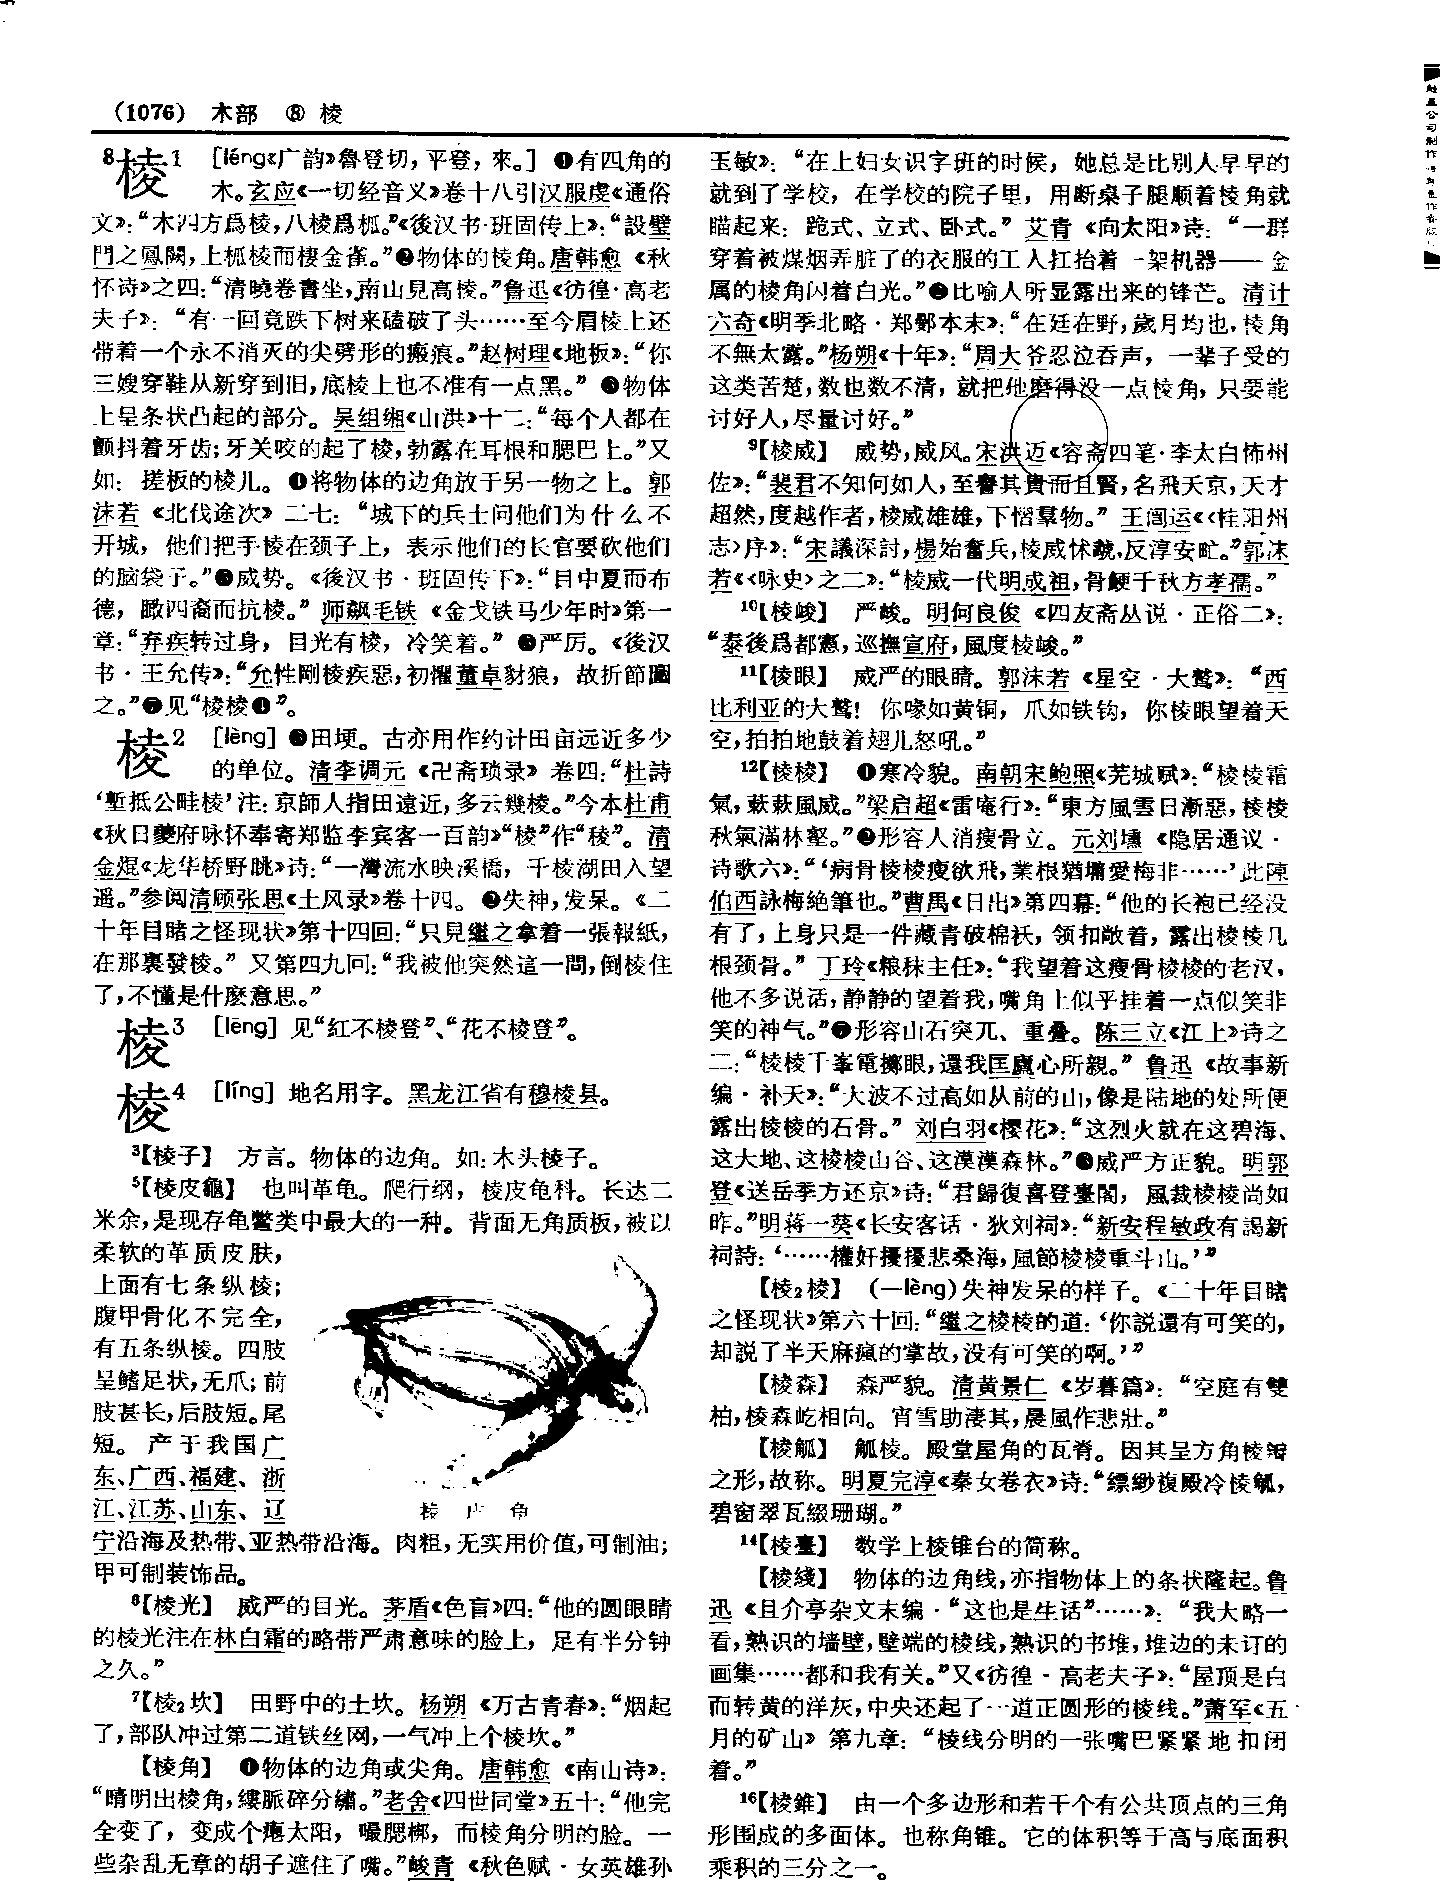 (1076) 木部 ⑧ 棱
8棱1 [léng《广韵》魯登切，平登，來。] ❶有四角的
木。玄应《一切经音义》卷十八引汉服虔《通俗
文》：“木四方爲棱，八棱爲柧。”《後汉书·班固传上》：“設璧
門之鳳闕，上柧棱而棲金雀。”❷物体的棱角。唐韩愈《秋
怀诗》之四：“清曉卷書坐，南山見高棱。”鲁迅《彷徨·高老
夫子》：“有一回竟跌下树来磕破了头……至今眉棱上还
带着一个永不消灭的尖劈形的瘢痕。”赵树理《地板》：“你
三嫂穿鞋从新穿到旧，底棱上也不准有一点黑。”❸物体
上呈条状凸起的部分。吴组缃《山洪》十二：“每个人都在
颤抖着牙齿；牙关咬的起了棱，勃露在耳根和腮巴上。”又
如：搓板的棱儿。❹将物体的边角放于另一物之上。郭
沫若《北伐途次》二七：“城下的兵士问他们为什么不
开城，他们把手棱在颈子上，表示他们的长官要砍他们
的脑袋子。”❺威势。《後汉书·班固传下》：“目中夏而布
德，瞰四裔而抗棱。”师飙毛铁《金戈铁马少年时》第一
章：“弃疾转过身，目光有棱，冷笑着。”❻严厉。《後汉
书·王允传》：“允性剛棱疾惡，初懼董卓豺狼，故折節圖
之。”❼见“棱棱❶”。
棱2 [lèng] ❶田埂。古亦用作约计田亩远近多少
的单位。清李调元《卍斋琐录》卷四：“杜詩
‘塹抵公畦棱’注：京師人指田遠近，多云幾棱。”今本杜甫
《秋日夔府咏怀奉寄郑监李宾客一百韵》“棱”作“稜”。清
金焜《龙华桥野眺》诗：“一灣流水映溪橋，千棱湖田入望
遥。”参阅清顾张思《土风录》卷十四。❷失神，发呆。《二
十年目睹之怪现状》第十四回：“只見繼之拿着一張報紙，
在那裏發棱。”又第四九回：“我被他突然這一問，倒棱住
了，不懂是什麽意思。”
棱3 [lēng] 见“红不棱登”、“花不棱登”。
棱4 [líng] 地名用字。黑龙江省有穆棱县。
3【棱子】 方言。物体的边角。如：木头棱子。
5【棱皮龜】 也叫革龟。爬行纲，棱皮龟科。长达二
米余，是现存龟鳖类中最大的一种。背面无角质板，被以
柔软的革质皮肤，
上面有七条纵棱；
腹甲骨化不完全，
有五条纵棱。四肢
呈鳍足状，无爪；前
肢甚长，后肢短。尾
短。产于我国广
东、广西、福建、浙
江、江苏、山东、辽
棱皮龟
宁沿海及热带、亚热带沿海。肉粗，无实用价值，可制油；
甲可制装饰品。
6【棱光】 威严的目光。茅盾《色盲》四：“他的圆眼睛
的棱光注在林白霜的略带严肃意味的脸上，足有半分钟
之久。”
7【棱2坎】 田野中的土坎。杨朔《万古青春》：“烟起
了，部队冲过第二道铁丝网，一气冲上个棱坎。”
【棱角】 ❶物体的边角或尖角。唐韩愈《南山诗》：
“晴明出棱角，縷脈碎分繡。”老舍《四世同堂》五十：“他完
全变了，变成个瘪太阳，嘬腮梆，而棱角分明的脸。一
些杂乱无章的胡子遮住了嘴。”峻青《秋色赋·女英雄孙
玉敏》：“在上妇女识字班的时候，她总是比别人早早的
就到了学校，在学校的院子里，用断桌子腿顺着棱角就
瞄起来：跪式、立式、卧式。”艾青《向太阳》诗：“一群
穿着被煤烟弄脏了的衣服的工人扛抬着一架机器——金
属的棱角闪着白光。”❷比喻人所显露出来的锋芒。清计
六奇《明季北略·郑鄤本末》：“在廷在野，歲月均也，棱角
不無太露。”杨朔《十年》：“周大爷忍泣吞声，一辈子受的
这类苦楚，数也数不清，就把他磨得没一点棱角，只要能
讨好人，尽量讨好。”
9【棱威】 威势，威风。宋洪迈《容斋四笔·李太白怖州
佐》：“裴君不知何如人，至譽其貴而且賢，名飛天京，天才
超然，度越作者，棱威雄雄，下慴羣物。”王闿运《〈桂阳州
志〉序》：“宋議深討，楊始奮兵，棱威怵虩，反淳安甿。”郭沫
若《〈咏史〉之二》：“棱威一代明成祖，骨鲠千秋方孝孺。”
10【棱峻】 严峻。明何良俊《四友斋丛说·正俗二》：
“泰後爲都憲，巡撫宣府，風度棱峻。”
11【棱眼】 威严的眼睛。郭沫若《星空·大鹫》：“西
比利亚的大鹫！你喙如黄铜，爪如铁钩，你棱眼望着天
空，拍拍地鼓着翅儿怒吼。”
12【棱棱】 ❶寒冷貌。南朝宋鲍照《芜城赋》：“棱棱霜
氣，蔌蔌風威。”梁启超《雷庵行》：“東方風雲日漸惡，棱棱
秋氣滿林壑。”❷形容人消瘦骨立。元刘壎《隐居通议·
诗歌六》：“‘病骨棱棱瘦欲飛，業根猶墉愛梅非……’此陳
伯西詠梅绝筆也。”曹禺《日出》第四幕：“他的长袍已经没
有了，上身只是一件藏青破棉袄，领扣敞着，露出棱棱几
根颈骨。”丁玲《粮秣主任》：“我望着这瘦骨棱棱的老汉，
他不多说话，静静的望着我，嘴角上似乎挂着一点似笑非
笑的神气。”❸形容山石突兀、重叠。陈三立《江上》诗之
二：“棱棱千峯電擲眼，還我匡廬心所親。”鲁迅《故事新
编·补天》：“大波不过高如从前的山，像是陆地的处所便
露出棱棱的石骨。”刘白羽《樱花》：“这烈火就在这碧海、
这大地、这棱棱山谷、这漠漠森林。”❹威严方正貌。明郭
登《送岳季方还京》诗：“君歸復喜登臺閣，風裁棱棱尚如
昨。”明蒋一葵《长安客话·狄刘祠》：“新安程敏政有謁新
祠詩：‘……權奸擾擾悲桑海，風節棱棱重斗山。’”
【棱2棱】 (—lèng) 失神发呆的样子。《二十年目睹
之怪现状》第六十回：“繼之棱棱的道：‘你説還有可笑的，
却説了半天麻瘋的掌故，没有可笑的啊。’”
【棱森】 森严貌。清黄景仁《岁暮篇》：“空庭有雙
柏，棱森屹相向。宵雪助淒其，晨風作悲壯。”
【棱觚】 觚棱。殿堂屋角的瓦脊。因其呈方角棱瓣
之形，故称。明夏完淳《秦女卷衣》诗：“縹緲複殿冷棱觚，
碧窗翠瓦綴珊瑚。”
14【棱臺】 数学上棱锥台的简称。
【棱綫】 物体的边角线，亦指物体上的条状隆起。鲁
迅《且介亭杂文末编·“这也是生活”……》：“我大略一
看，熟识的墙壁，壁端的棱线，熟识的书堆，堆边的未订的
画集……都和我有关。”又《彷徨·高老夫子》：“屋顶是白
而转黄的洋灰，中央还起了一道正圆形的棱线。”萧军《五
月的矿山》第九章：“棱线分明的一张嘴巴紧紧地扣闭
着。”
16【棱錐】 由一个多边形和若干个有公共顶点的三角
形围成的多面体。也称角锥。它的体积等于高与底面积
乘积的三分之一。